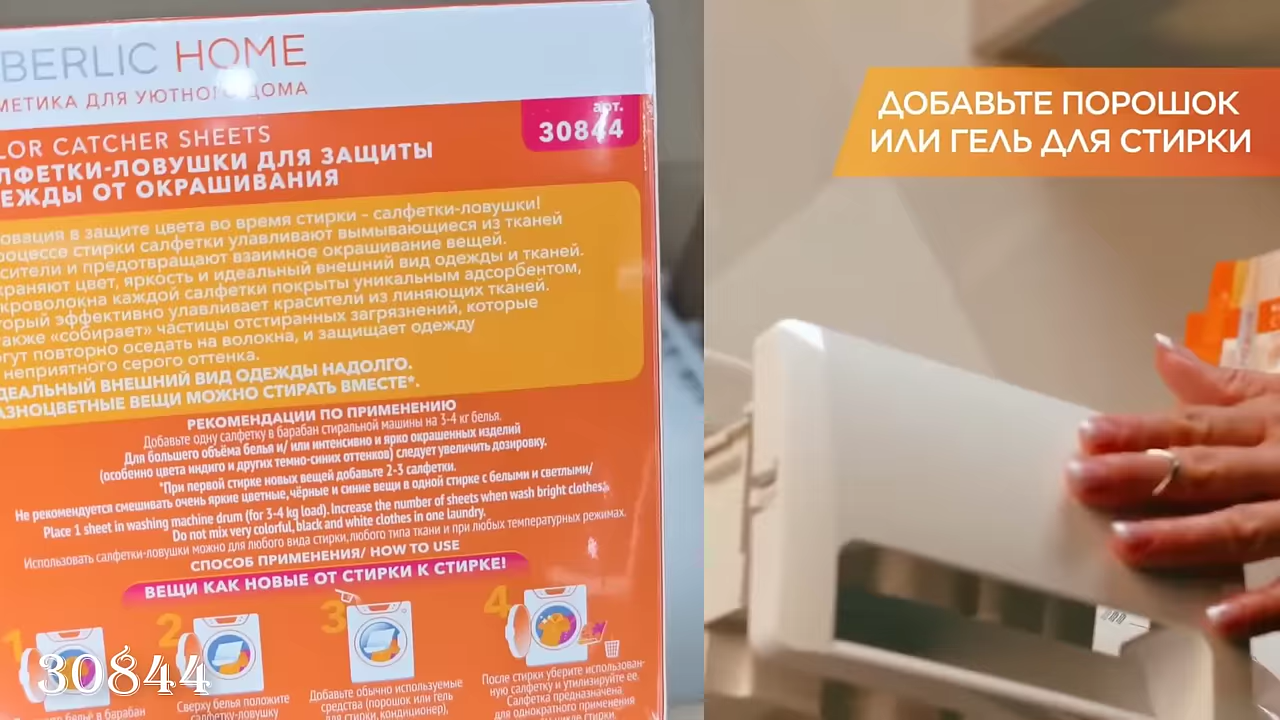 BERLIC HOME
МЕТИКА ДЛЯ УЮТНОГО ДОМА
арт.
30844
LOR CATCHER SHEETS
ЛФЕТКИ-ЛОВУШКИ ДЛЯ ЗАЩИТЫ
ЕЖДЫ ОТ ОКРАШИВАНИЯ
овация в защите цвета во время стирки – салфетки-ловушки!
роцессе стирки салфетки улавливают вымывающиеся из тканей
сители и предотвращают взаимное окрашивание вещей.
храняют цвет, яркость и идеальный внешний вид одежды и тканей.
кроволокна каждой салфетки покрыты уникальным адсорбентом,
торый эффективно улавливает красители из линяющих тканей.
также «собирает» частицы отстиранных загрязнений, которые
огут повторно оседать на волокна, и защищает одежду
неприятного серого оттенка.
ДЕАЛЬНЫЙ ВНЕШНИЙ ВИД ОДЕЖДЫ НАДОЛГО.
АЗНОЦВЕТНЫЕ ВЕЩИ МОЖНО СТИРАТЬ ВМЕСТЕ*.
РЕКОМЕНДАЦИИ ПО ПРИМЕНЕНИЮ
Добавьте одну салфетку в барабан стиральной машины на 3-4 кг белья.
Для большего объёма белья и/ или интенсивно и ярко окрашенных изделий
(особенно цвета индиго и других темно-синих оттенков) следует увеличить дозировку.
*При первой стирке новых вещей добавьте 2-3 салфетки.
Не рекомендуется смешивать очень яркие цветные, чёрные и синие вещи в одной стирке с белыми и светлыми/
Place 1 sheet in washing machine drum (for 3-4 kg load). Increase the number of sheets when wash bright clothes.
Do not mix very colorful, black and white clothes in one laundry.
Использовать салфетки-ловушки можно для любого вида стирки, любого типа ткани и при любых температурных режимах.
СПОСОБ ПРИМЕНЕНИЯ/ HOW TO USE
ВЕЩИ КАК НОВЫЕ ОТ СТИРКИ К СТИРКЕ!
1 2 3 4
бельё в барабан
Сверху белья положите
салфетку-ловушку
Добавьте обычно используемые
средства (порошок или гель
для стирки, кондиционер),
После стирки уберите использован-
ную салфетку и утилизируйте ее.
Салфетка предназначена
для однократного применения
цикле стирки.
30844
ДОБАВЬТЕ ПОРОШОК
ИЛИ ГЕЛЬ ДЛЯ СТИРКИ